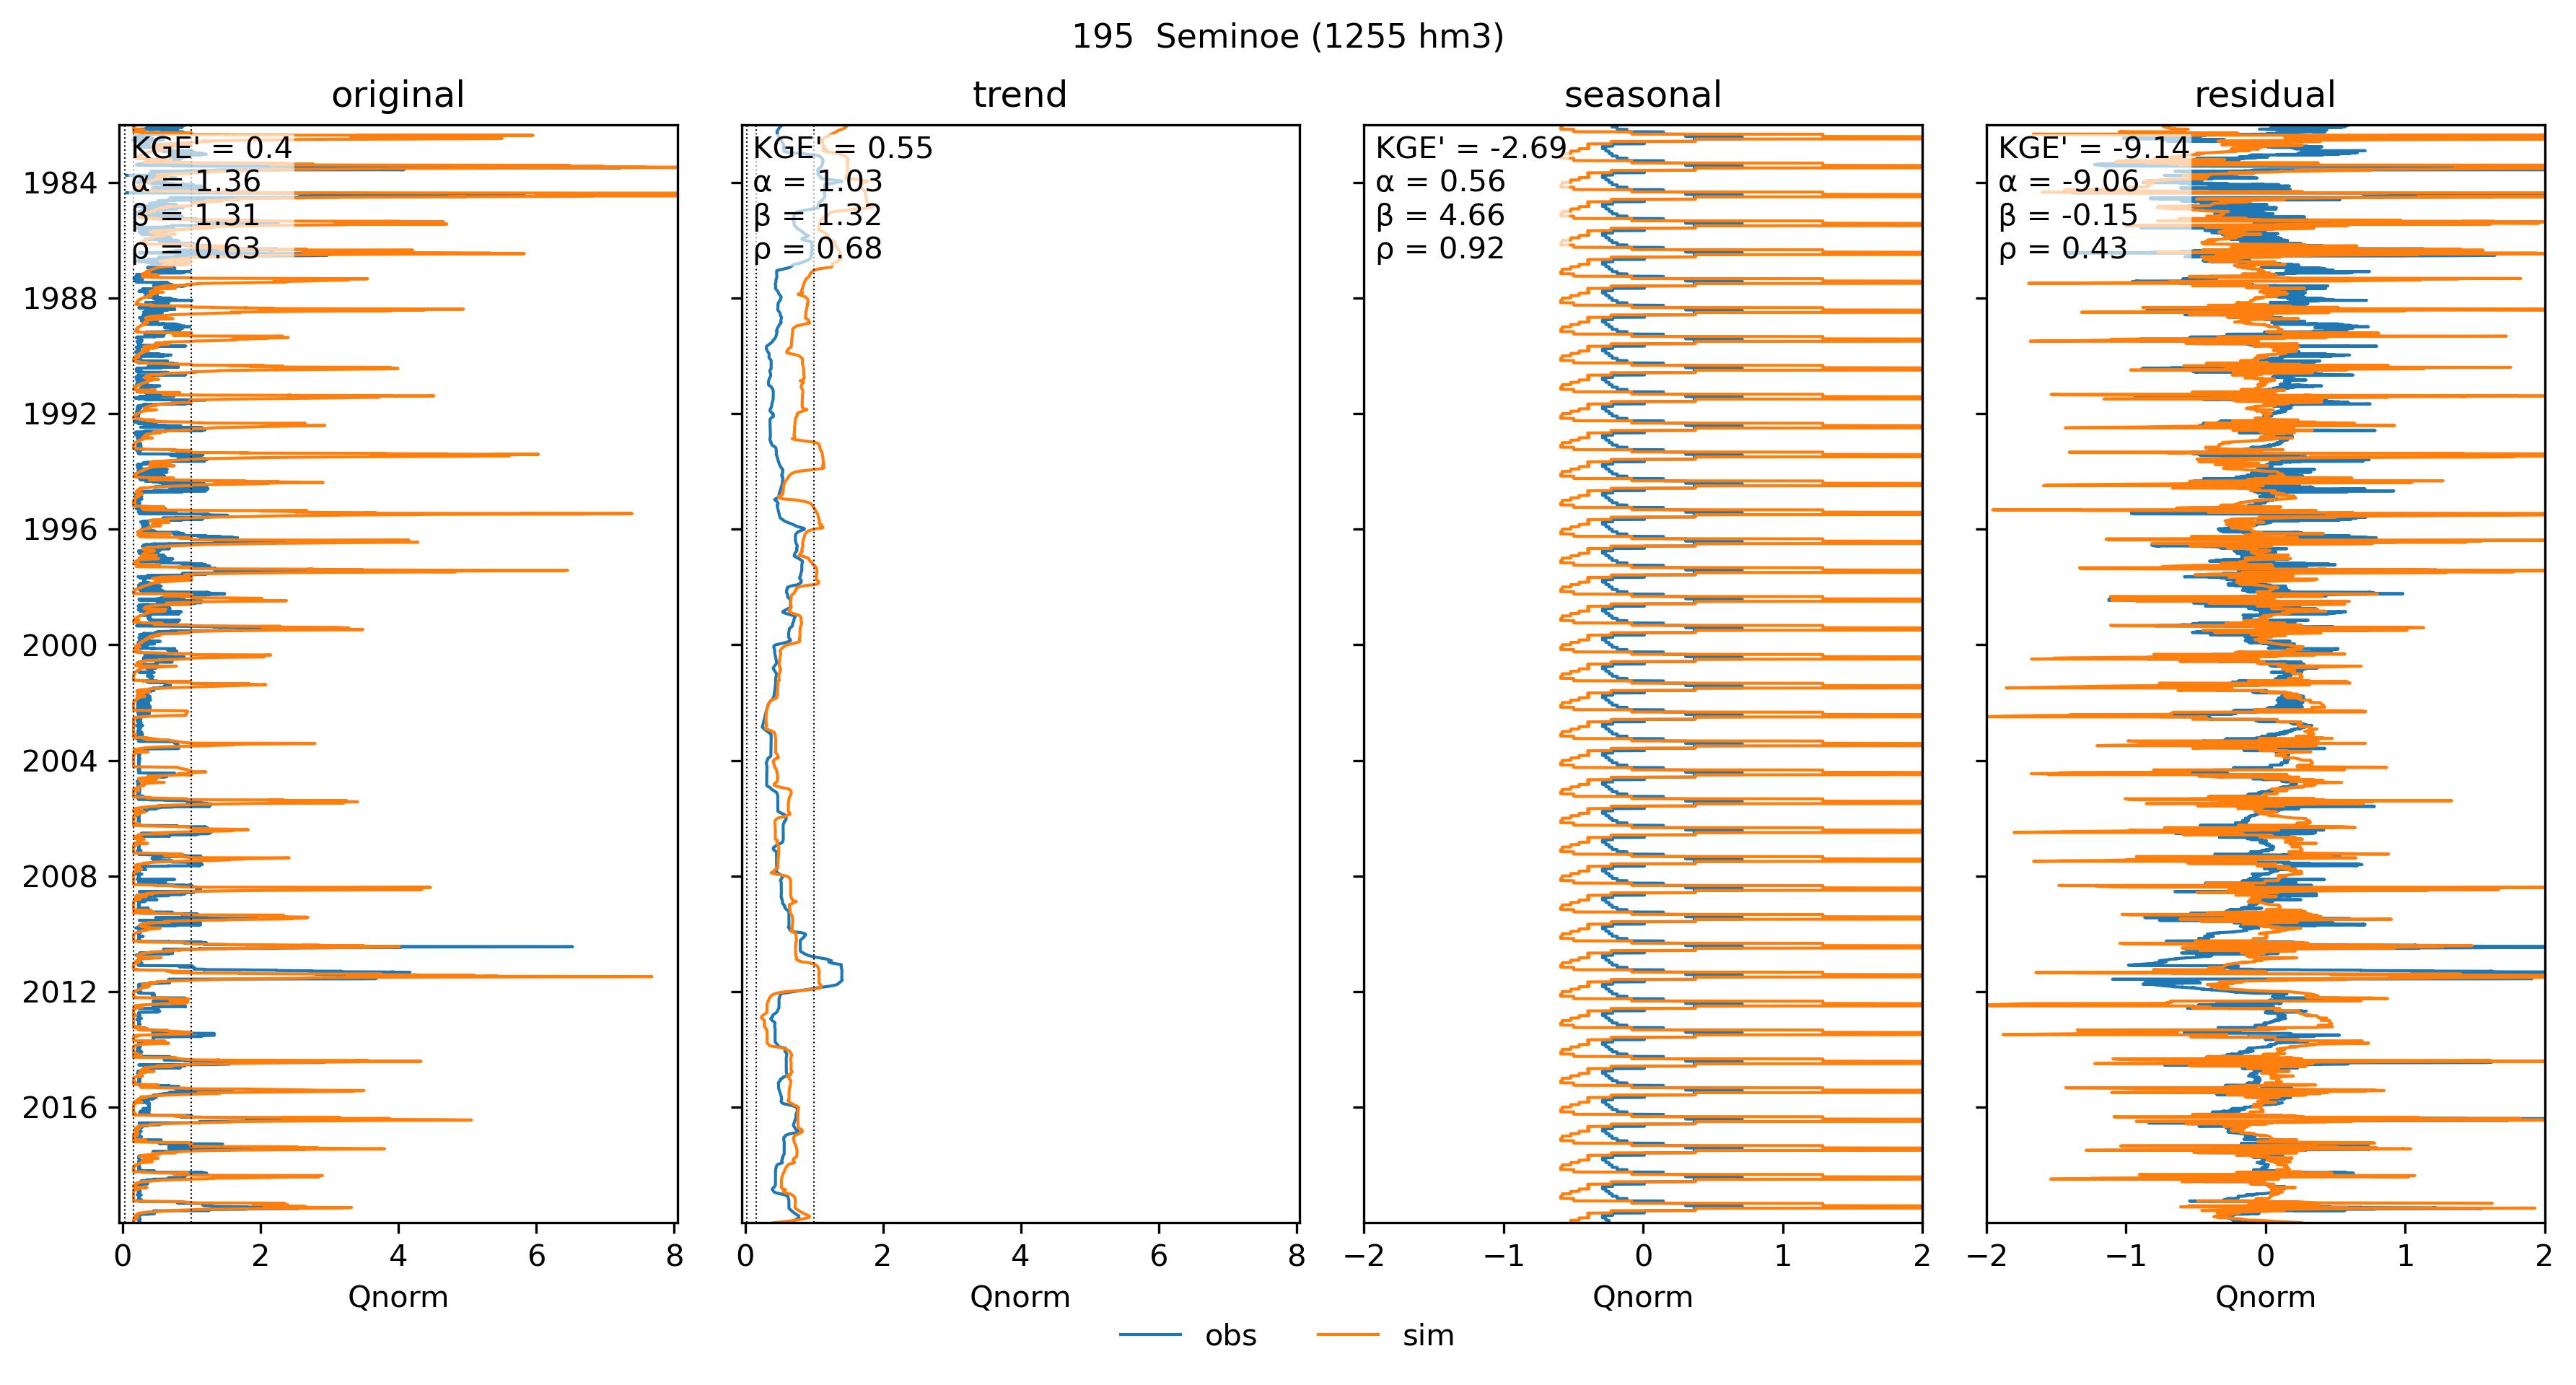 195  Seminoe (1255 hm3)
original
trend
seasonal
residual
KGE' = 0.4
α = 1.36
β = 1.31
ρ = 0.63
KGE' = 0.55
α = 1.03
β = 1.32
ρ = 0.68
KGE' = -2.69
α = 0.56
β = 4.66
ρ = 0.92
KGE' = -9.14
α = -9.06
β = -0.15
ρ = 0.43
1984
1988
1992
1996
2000
2004
2008
2012
2016
0 2 4 6 8
0 2 4 6 8
−2 −1 0 1 2
−2 −1 0 1 2
Qnorm
Qnorm
Qnorm
Qnorm
obs
sim